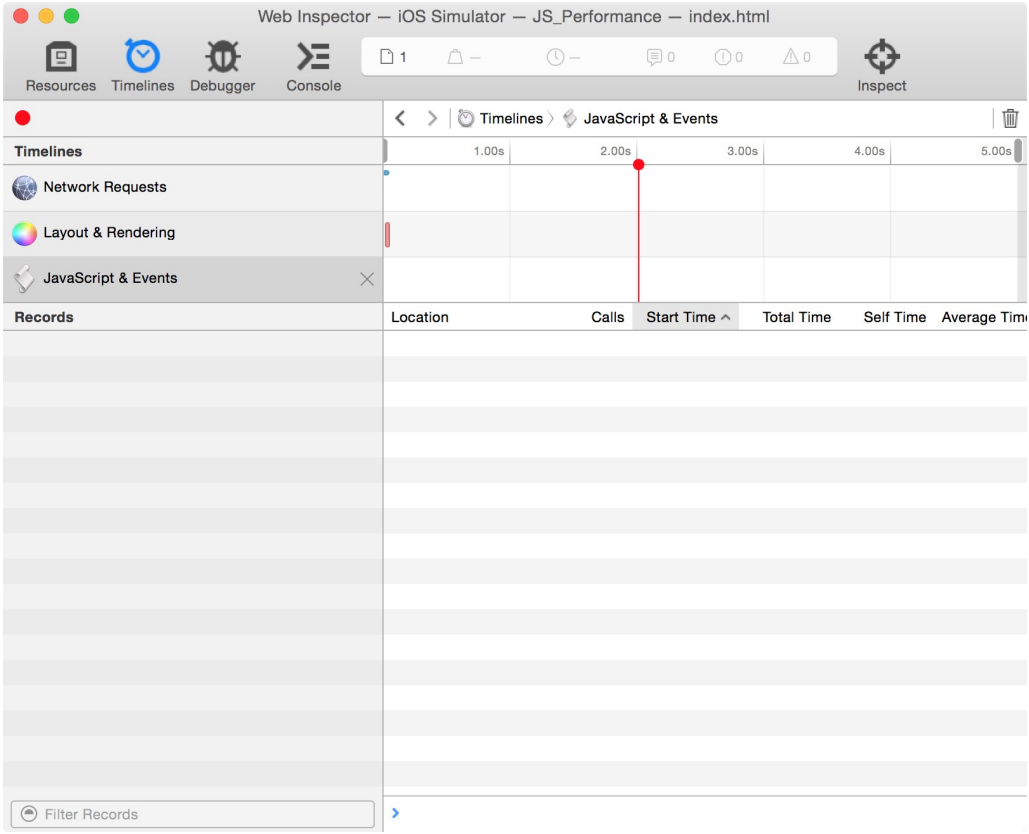 Web Inspector — iOS Simulator — JS_Performance — index.html
Resources Timelines Debugger Console 1 — — 0 0 0 Inspect
Timelines 〉 JavaScript & Events
Timelines 1.00s 2.00s 3.00s 4.00s 5.00s
Network Requests
Layout & Rendering
JavaScript & Events
Records Location Calls Start Time Total Time Self Time Average Time
Filter Records